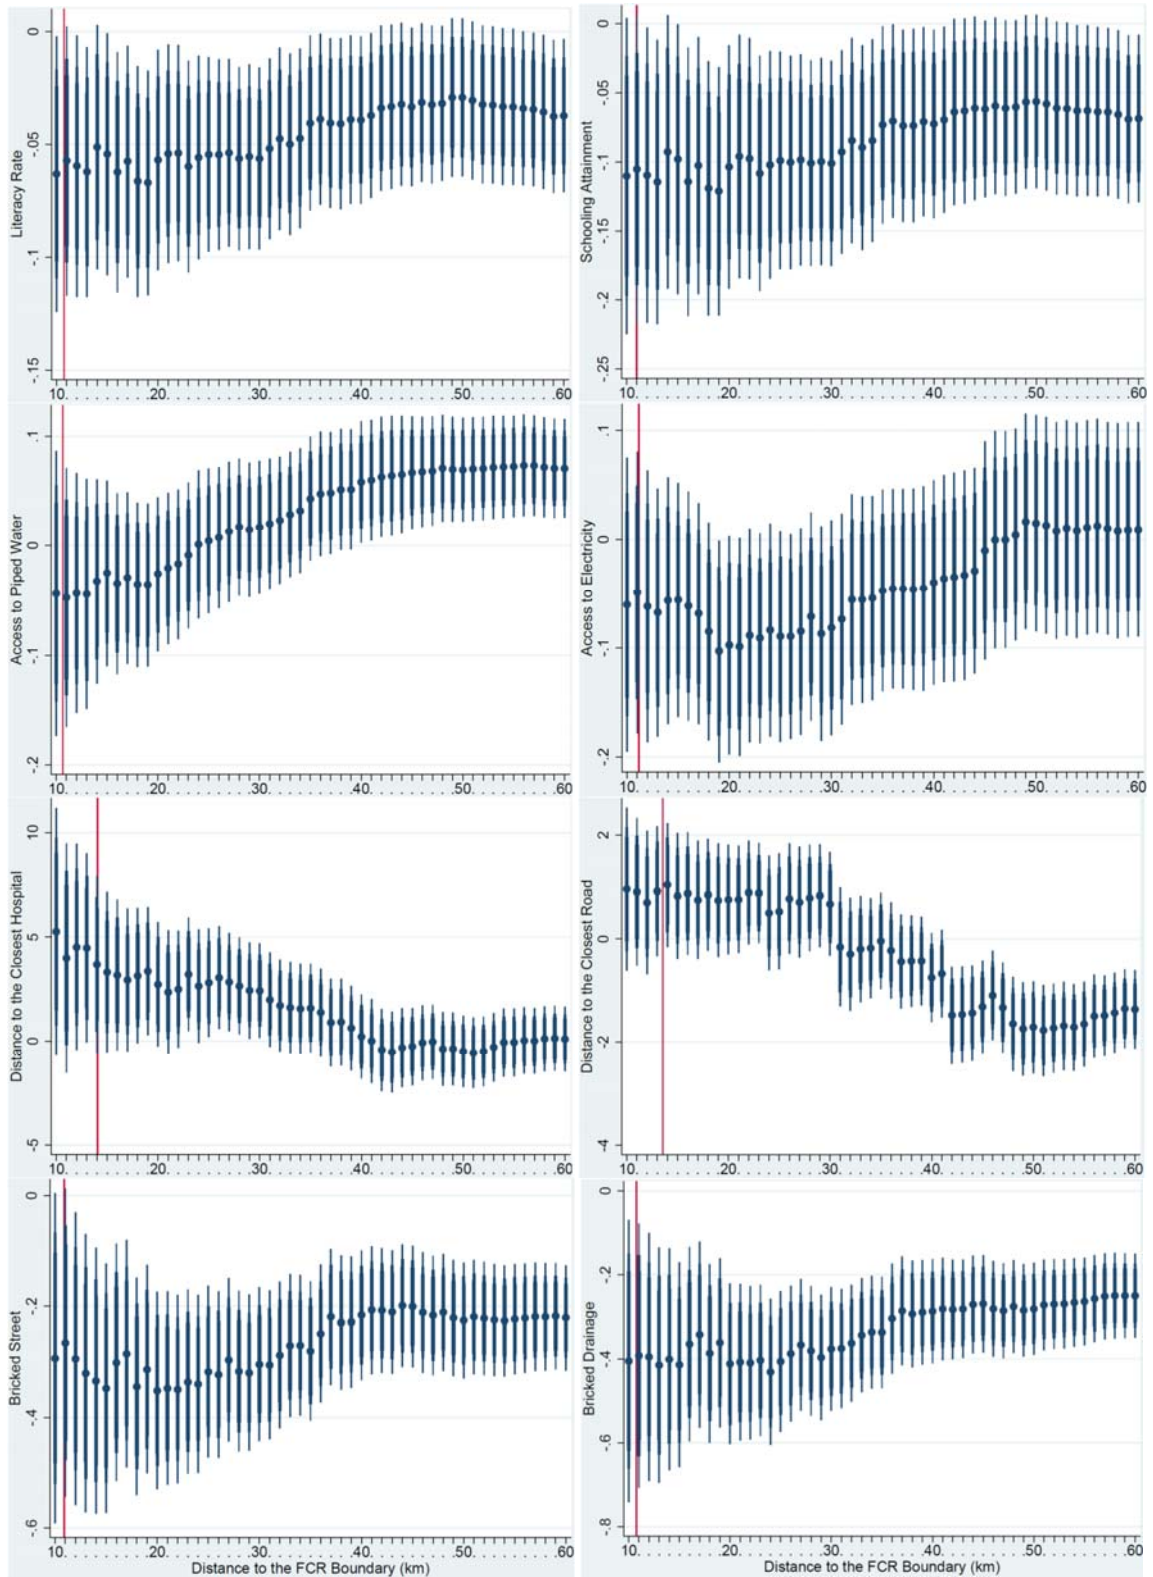 Literacy Rate
0
-.05
-.1
-.15
10 20 30 40 50 60
Schooling Attainment
0
-.05
-.1
-.15
-.2
-.25
10 20 30 40 50 60
Access to Piped Water
.1
0
-.1
-.2
10 20 30 40 50 60
Access to Electricity
.1
0
-.1
-.2
10 20 30 40 50 60
Distance to the Closest Hospital
10
5
0
-5
10 20 30 40 50 60
Distance to the Closest Road
2
0
-2
-4
10 20 30 40 50 60
Bricked Street
0
-.2
-.4
-.6
10 20 30 40 50 60
Distance to the FCR Boundary (km)
Bricked Drainage
0
-.2
-.4
-.6
-.8
10 20 30 40 50 60
Distance to the FCR Boundary (km)